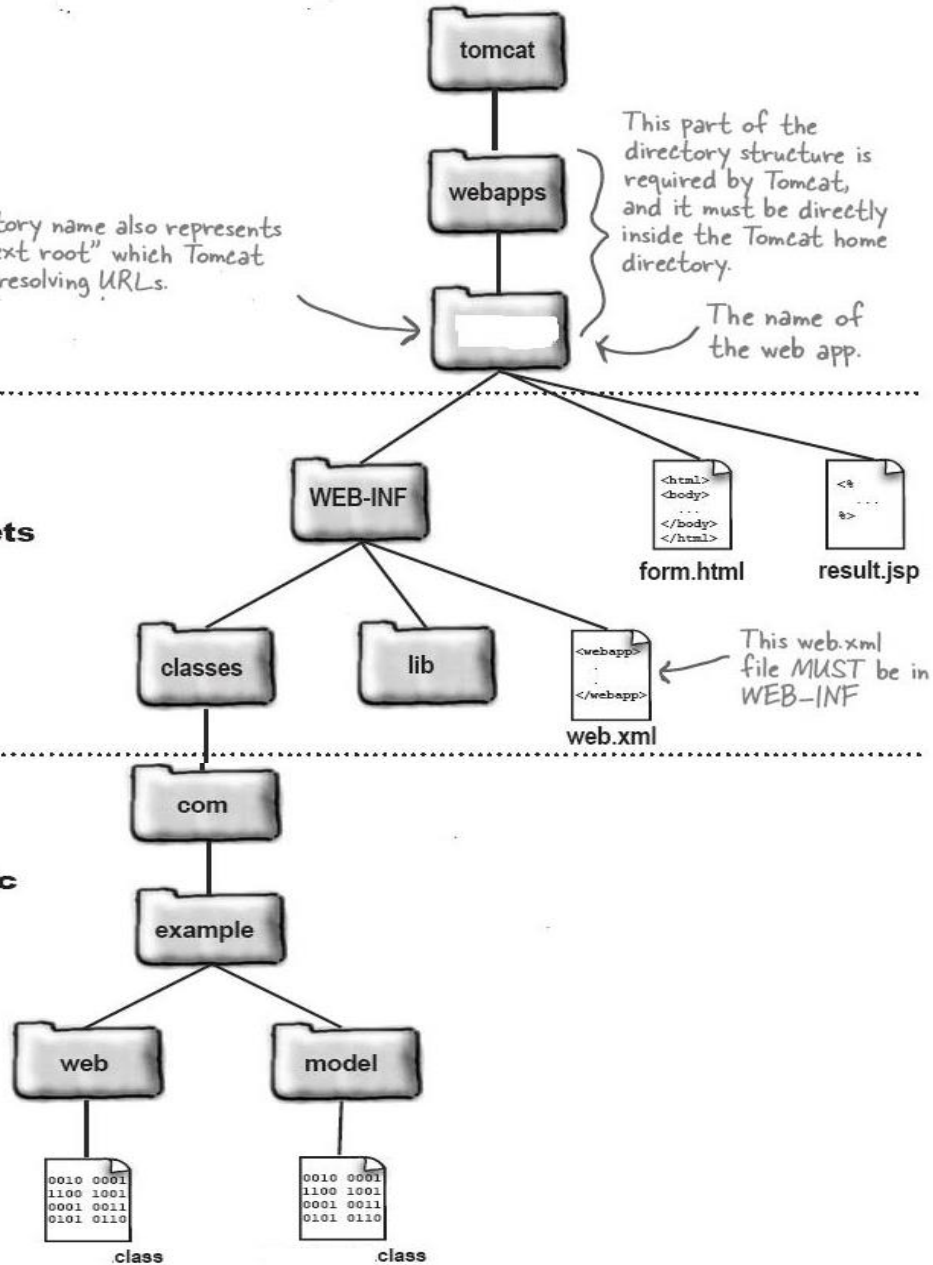 tomcat
This part of the
directory structure is
required by Tomcat,
and it must be directly
inside the Tomcat home
directory.
webapps
tory name also represents
ext root" which Tomcat
resolving URLs.
The name of
the web app.
WEB-INF
<html>
<body>
...
</body>
</html>
form.html
<%
...
%>
result.jsp
ets
classes
lib
<webapp>
.
.
</webapp>
web.xml
This web.xml
file MUST be in
WEB-INF
com
c
example
web
model
0010 0001
1100 1001
0001 0011
0101 0110
.class
0010 0001
1100 1001
0001 0011
0101 0110
.class